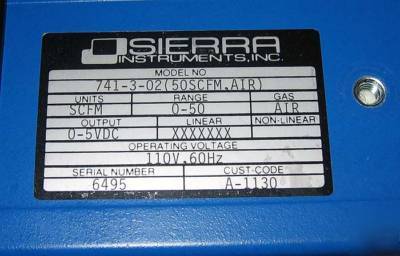 SIERRA
INSTRUMENTS, INC.
MODEL NO
741-3-02(50SCFM,AIR)
UNITS RANGE GAS
SCFM 0-50 AIR
OUTPUT LINEAR NON-LINEAR
0-5VDC XXXXXXX
OPERATING VOLTAGE
110V,60Hz
SERIAL NUMBER CUST-CODE
6495 A-1130